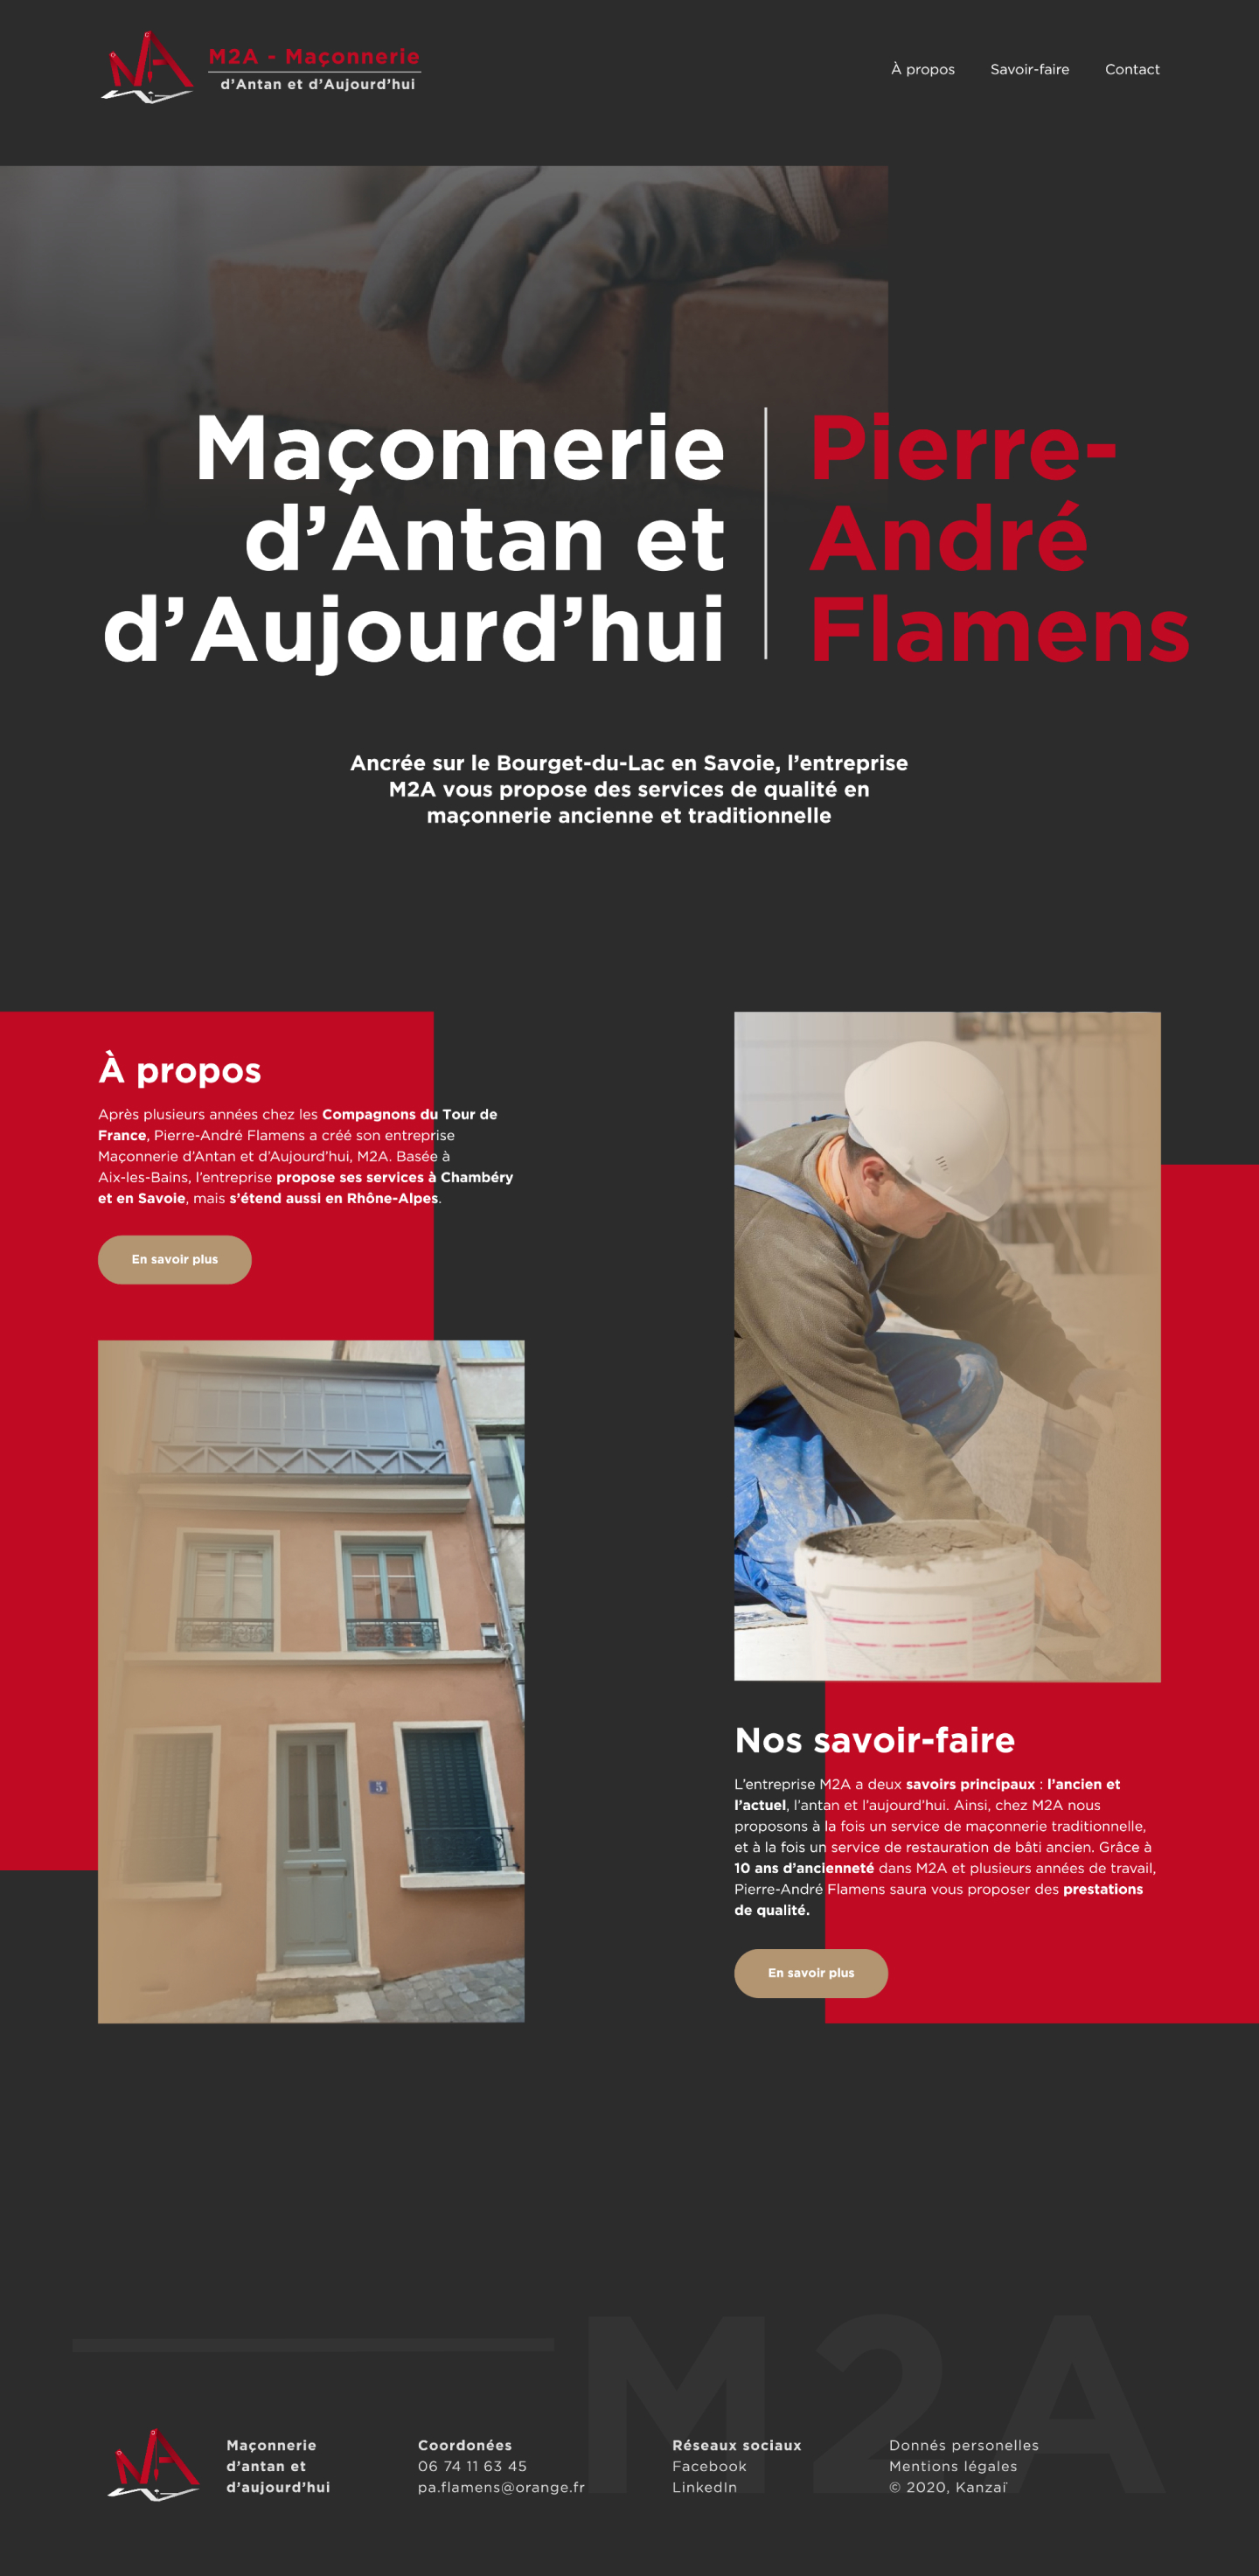 M2A - Maçonnerie
d’Antan et d’Aujourd’hui
À propos Savoir-faire Contact
Maçonnerie
d’Antan et
d’Aujourd’hui
Pierre-
André
Flamens
Ancrée sur le Bourget-du-Lac en Savoie, l’entreprise
M2A vous propose des services de qualité en
maçonnerie ancienne et traditionnelle
À propos
Après plusieurs années chez les Compagnons du Tour de
France, Pierre-André Flamens a créé son entreprise
Maçonnerie d’Antan et d’Aujourd’hui, M2A. Basée à
Aix-les-Bains, l’entreprise propose ses services à Chambéry
et en Savoie, mais s’étend aussi en Rhône-Alpes.
En savoir plus
5
Nos savoir-faire
L’entreprise M2A a deux savoirs principaux : l’ancien et
l’actuel, l’antan et l’aujourd’hui. Ainsi, chez M2A nous
proposons à la fois un service de maçonnerie traditionnelle,
et à la fois un service de restauration de bâti ancien. Grâce à
10 ans d’ancienneté dans M2A et plusieurs années de travail,
Pierre-André Flamens saura vous proposer des prestations
de qualité.
En savoir plus
M2A
Maçonnerie
d’antan et
d’aujourd’hui
Coordonées
06 74 11 63 45
pa.flamens@orange.fr
Réseaux sociaux
Facebook
LinkedIn
Donnés personelles
Mentions légales
© 2020, Kanzaï